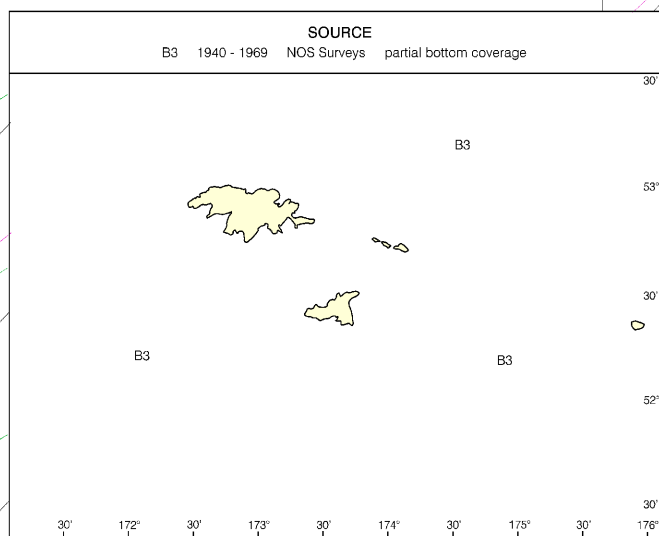 SOURCE
B3 1940 - 1969 NOS Surveys partial bottom coverage
30'
B3
53°
30'
B3
B3
52°
30'
30' 172° 30' 173° 30' 174° 30' 175° 30' 176°